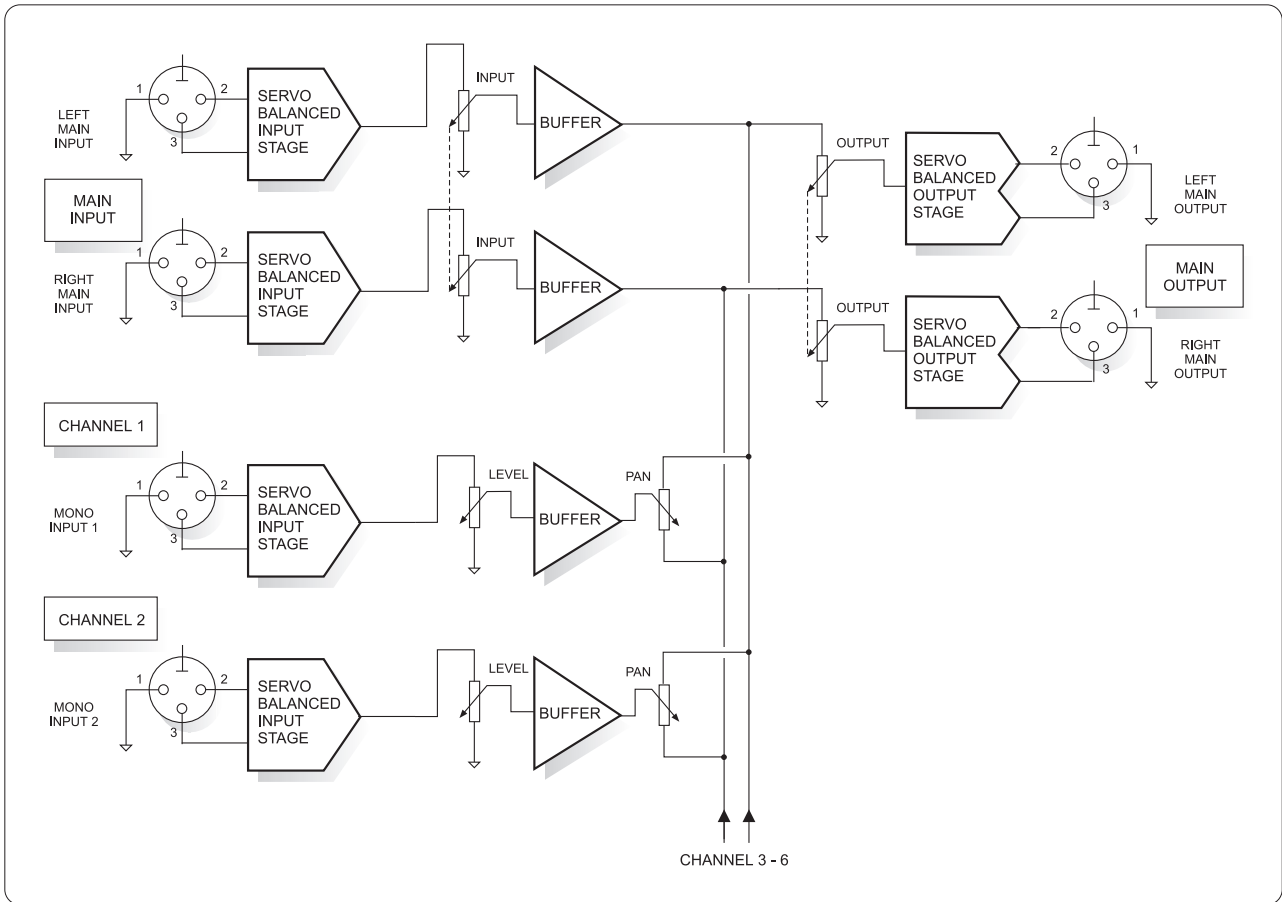 1
2
3
LEFT
MAIN
INPUT
SERVO
BALANCED
INPUT
STAGE
INPUT
BUFFER
OUTPUT
SERVO
BALANCED
OUTPUT
STAGE
2
1
3
LEFT
MAIN
OUTPUT
MAIN
INPUT
MAIN
OUTPUT
1
2
3
RIGHT
MAIN
INPUT
SERVO
BALANCED
INPUT
STAGE
INPUT
BUFFER
OUTPUT
SERVO
BALANCED
OUTPUT
STAGE
2
1
3
RIGHT
MAIN
OUTPUT
CHANNEL 1
1
2
3
MONO
INPUT 1
SERVO
BALANCED
INPUT
STAGE
LEVEL
BUFFER
PAN
CHANNEL 2
1
2
3
MONO
INPUT 2
SERVO
BALANCED
INPUT
STAGE
LEVEL
BUFFER
PAN
CHANNEL 3 - 6